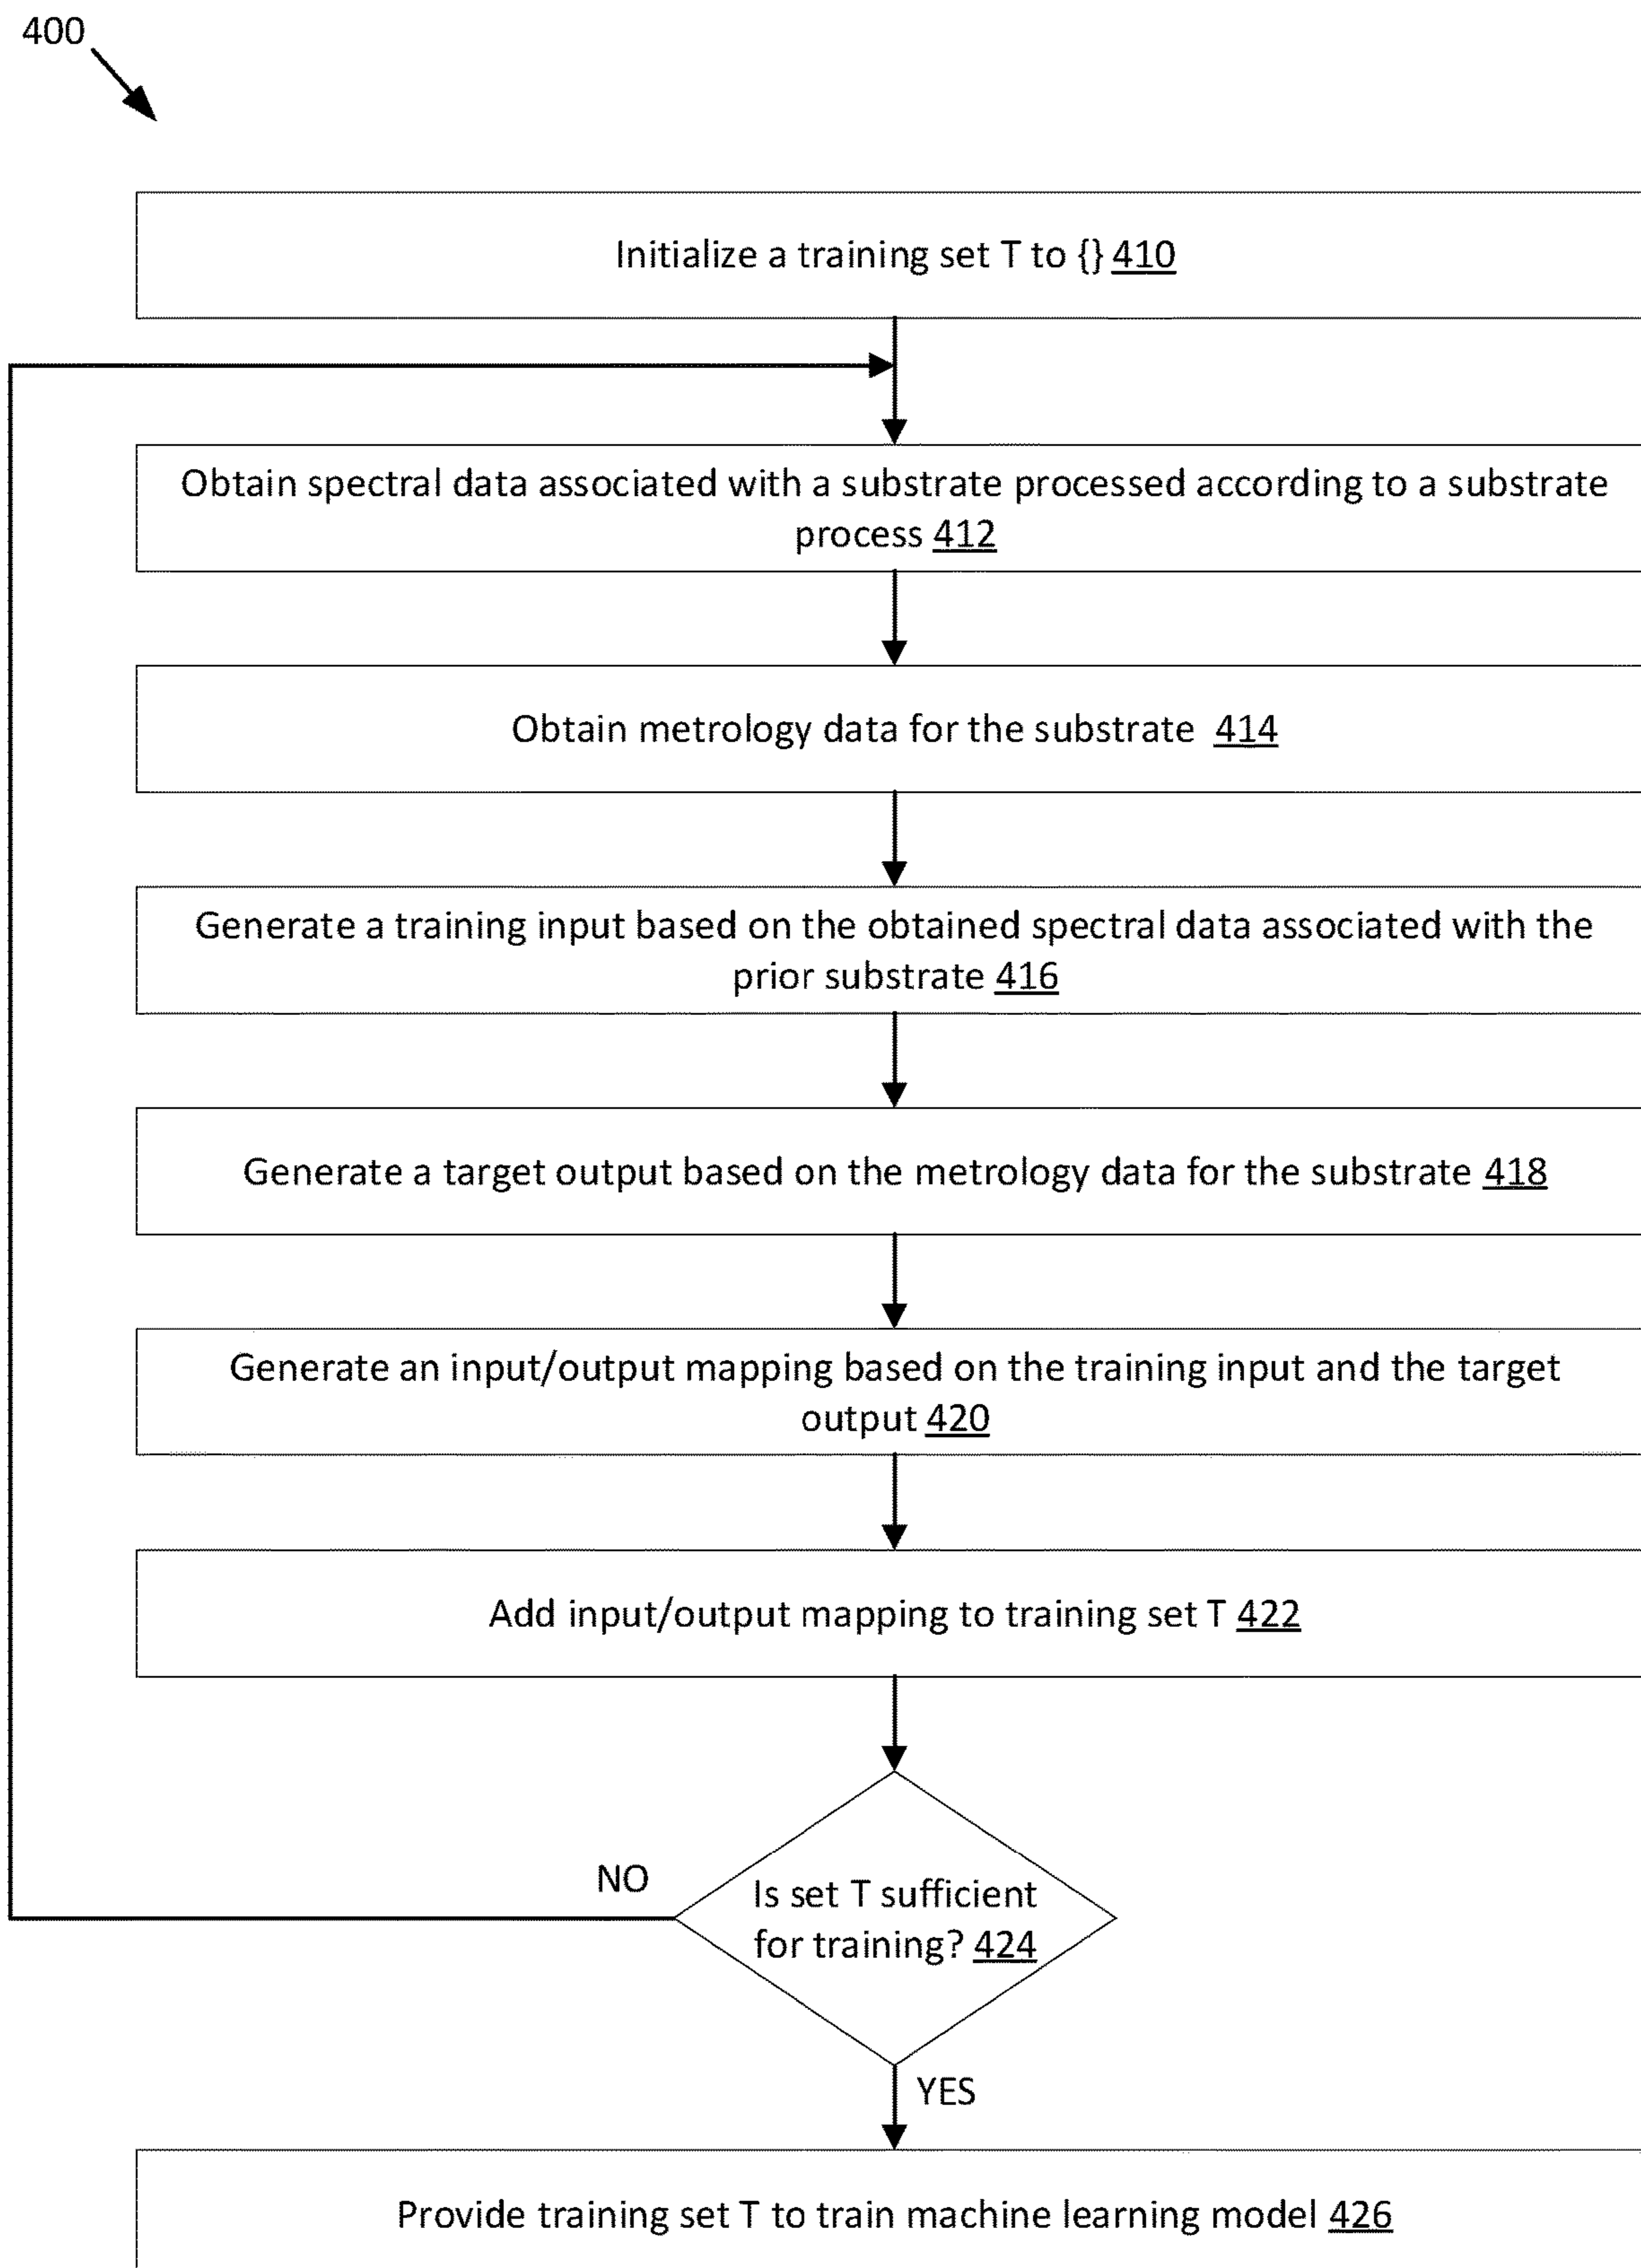 400
Initialize a training set T to {} 410
Obtain spectral data associated with a substrate processed according to a substrate
process 412
Obtain metrology data for the substrate 414
Generate a training input based on the obtained spectral data associated with the
prior substrate 416
Generate a target output based on the metrology data for the substrate 418
Generate an input/output mapping based on the training input and the target
output 420
Add input/output mapping to training set T 422
NO
Is set T sufficient
for training? 424
YES
Provide training set T to train machine learning model 426